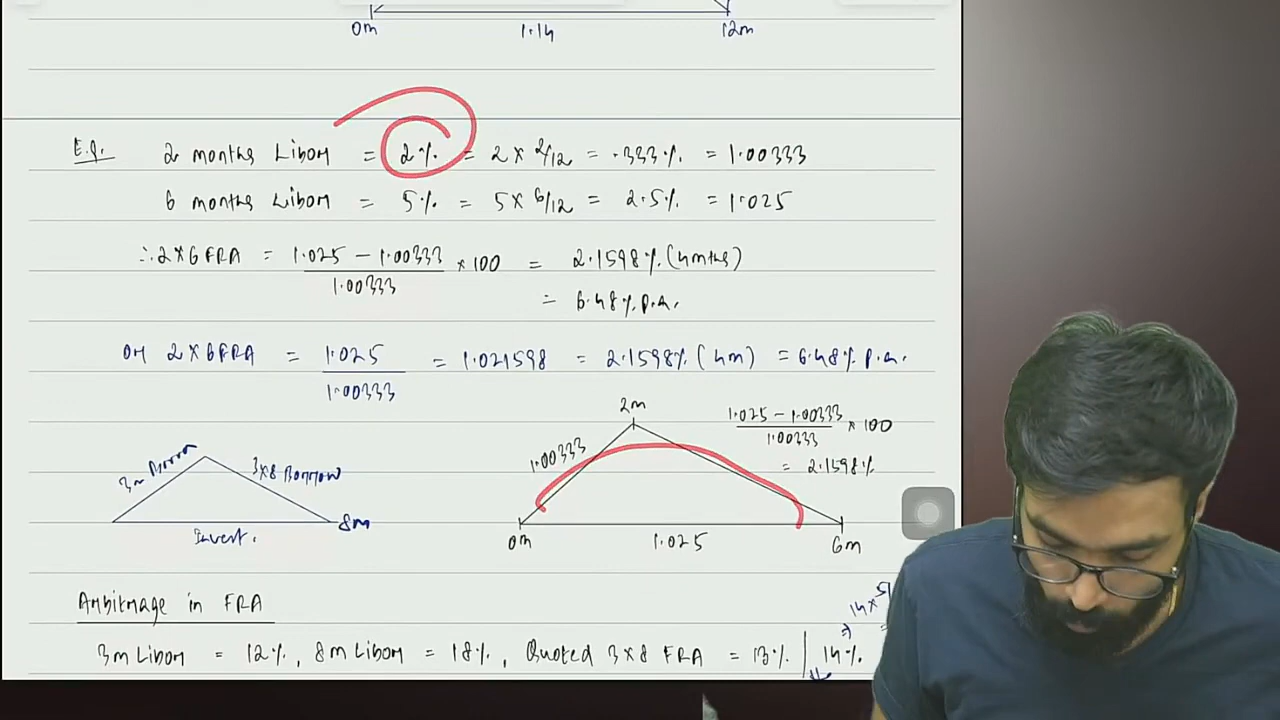 0m 1.14 12m
E.g. 2 months Libor = 2% = 2 × 2/12 = .333% = 1.00333
6 months Libor = 5% = 5 × 6/12 = 2.5% = 1.025
∴ 2×6 FRA = 1.025 − 1.00333 / 1.00333 × 100 = 2.1598% (4mths)
= 6.48% p.a.
OR 2×6 FRA = 1.025 / 1.00333 = 1.021598 = 2.1598% (4m) = 6.48% p.a.
3m Borrow 3×8 Borrow
Invest. 8m
2m
1.00333
1.025 − 1.00333 / 1.00333 × 100
= 2.1598%
0m 1.025 6m
Arbitrage in FRA
14 × 5/
⇒
3m Libor = 12%, 8m Libor = 18%, Quoted 3×8 FRA = 13% | 14%.